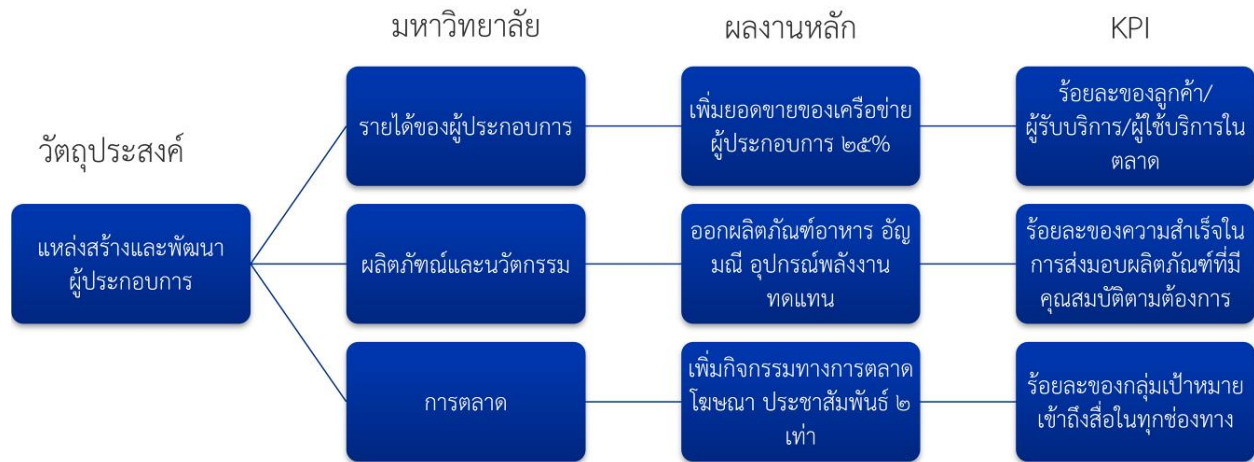 มหาวิทยาลัย
ผลงานหลัก
KPI
วัตถุประสงค์
แหล่งสร้างและพัฒนา
ผู้ประกอบการ
รายได้ของผู้ประกอบการ
เพิ่มยอดขายของเครือข่าย
ผู้ประกอบการ ๒๕%
ร้อยละของลูกค้า/
ผู้รับบริการ/ผู้ใช้บริการใน
ตลาด
ผลิตภัฑณ์และนวัตกรรม
ออกผลิตภัณฑ์อาหาร อัญ
มณี อุปกรณ์พลังงาน
ทดแทน
ร้อยละของความสำเร็จใน
การส่งมอบผลิตภัณฑ์ที่มี
คุณสมบัติตามต้องการ
การตลาด
เพิ่มกิจกรรมทางการตลาด
โฆษณา ประชาสัมพันธ์ ๒
เท่า
ร้อยละของกลุ่มเป้าหมาย
เข้าถึงสื่อในทุกช่องทาง